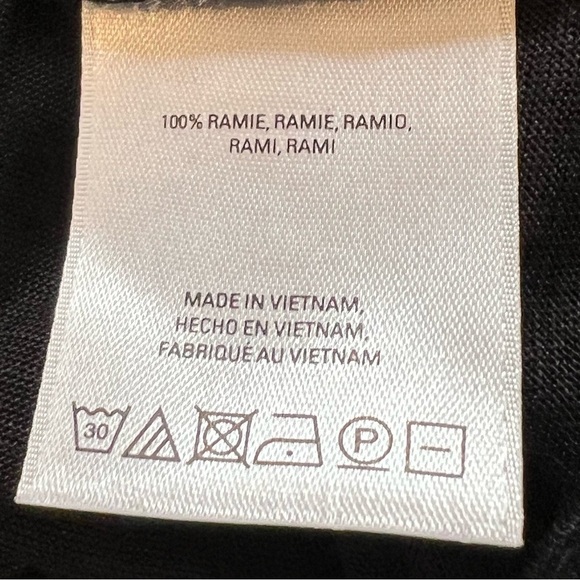 100% RAMIE, RAMIE, RAMIO,
RAMI, RAMI
MADE IN VIETNAM,
HECHO EN VIETNAM,
FABRIQUÉ AU VIETNAM
30 P